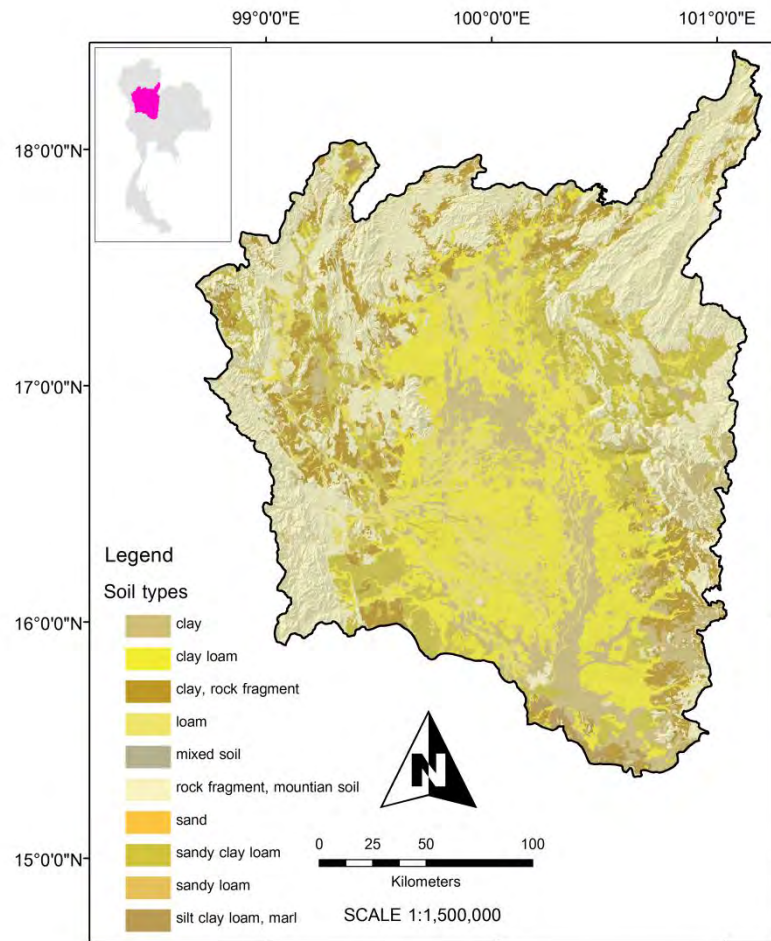 99°0'0"E 100°0'0"E 101°0'0"E
18°0'0"N
17°0'0"N
16°0'0"N
15°0'0"N
Legend
Soil types
clay
clay loam
clay, rock fragment
loam
mixed soil
rock fragment, mountian soil
sand
sandy clay loam
sandy loam
silt clay loam, marl
N
0 25 50 100
Kilometers
SCALE 1:1,500,000